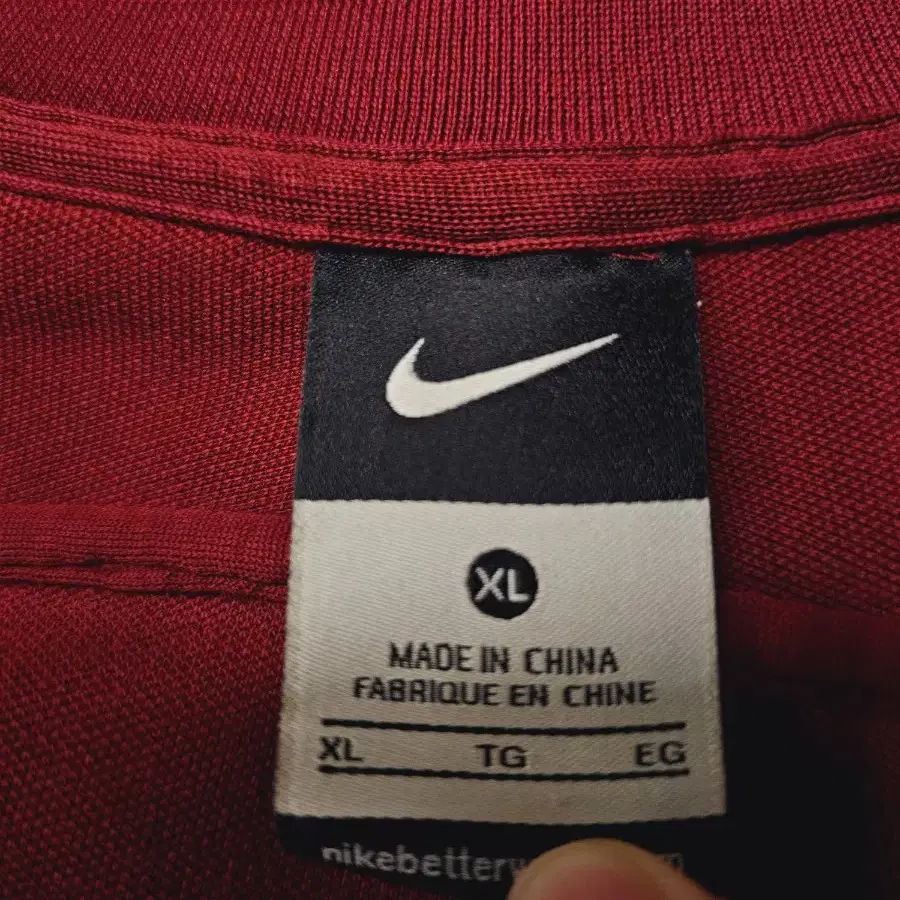 XL
MADE IN CHINA
FABRIQUE EN CHINE
XL TG EG